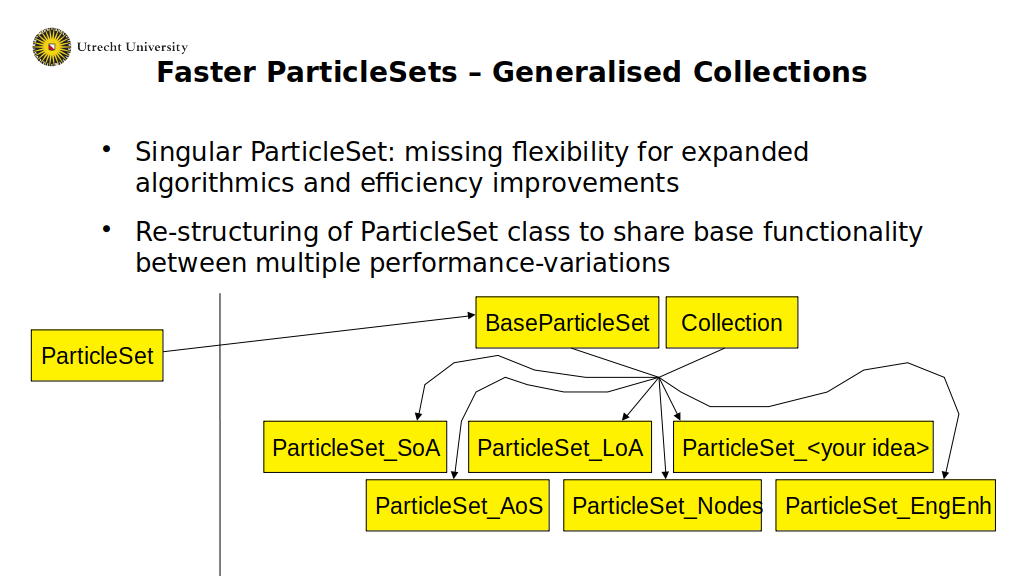 Utrecht University
Faster ParticleSets – Generalised Collections
• Singular ParticleSet: missing flexibility for expanded
algorithmics and efficiency improvements
• Re-structuring of ParticleSet class to share base functionality
between multiple performance-variations
BaseParticleSet
Collection
ParticleSet
ParticleSet_SoA
ParticleSet_LoA
ParticleSet_<your idea>
ParticleSet_AoS
ParticleSet_Nodes
ParticleSet_EngEnh